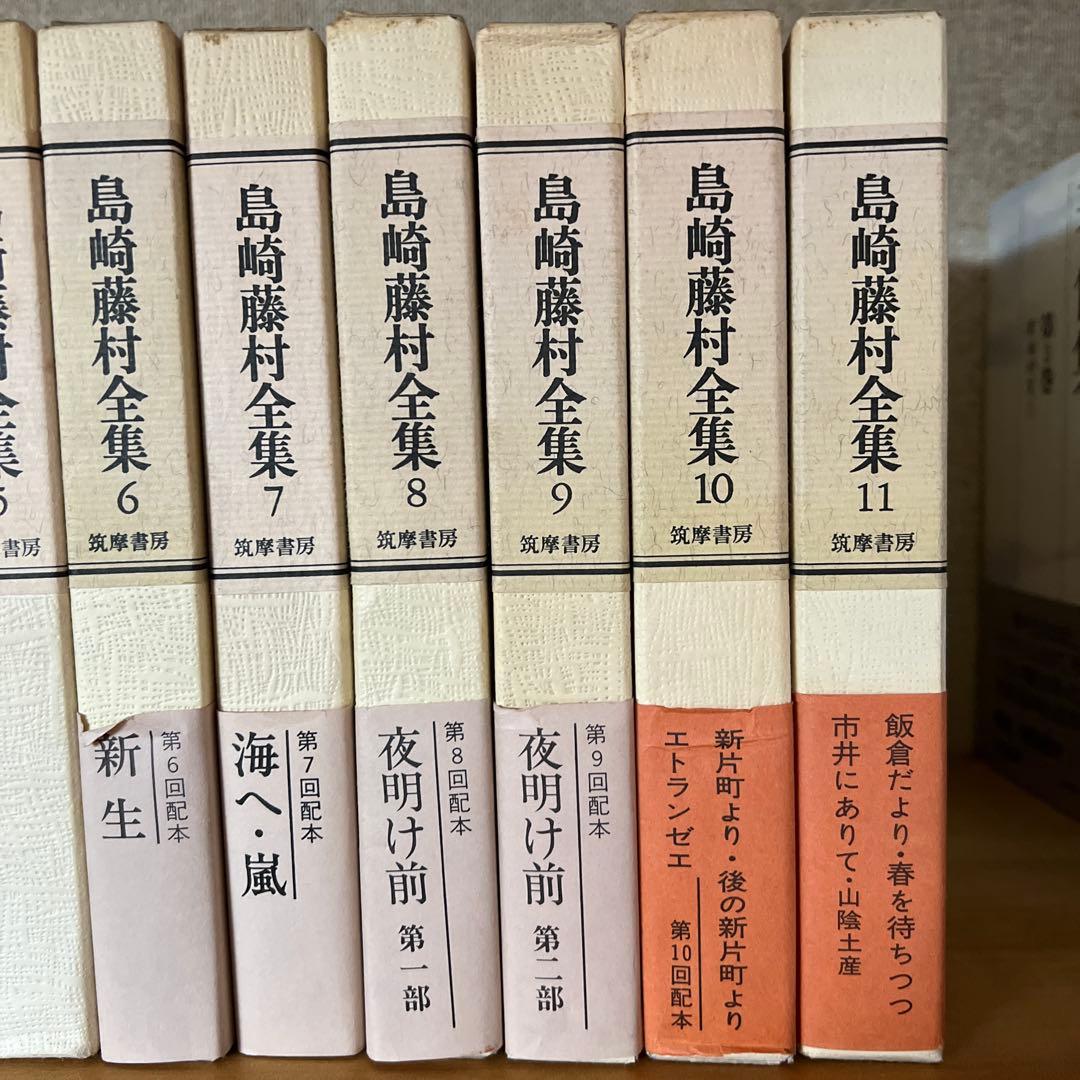 5
書房
島崎藤村全集
6
筑摩書房
新生
第6回配本
島崎藤村全集
7
筑摩書房
海へ・嵐
第7回配本
島崎藤村全集
8
筑摩書房
夜明け前 第一部
第8回配本
島崎藤村全集
9
筑摩書房
夜明け前 第二部
第9回配本
島崎藤村全集
10
筑摩書房
新片町より・後の新片町より
エトランゼエ
第10回配本
島崎藤村全集
11
筑摩書房
飯倉だより・春を待ちつつ
市井にありて・山陰土産